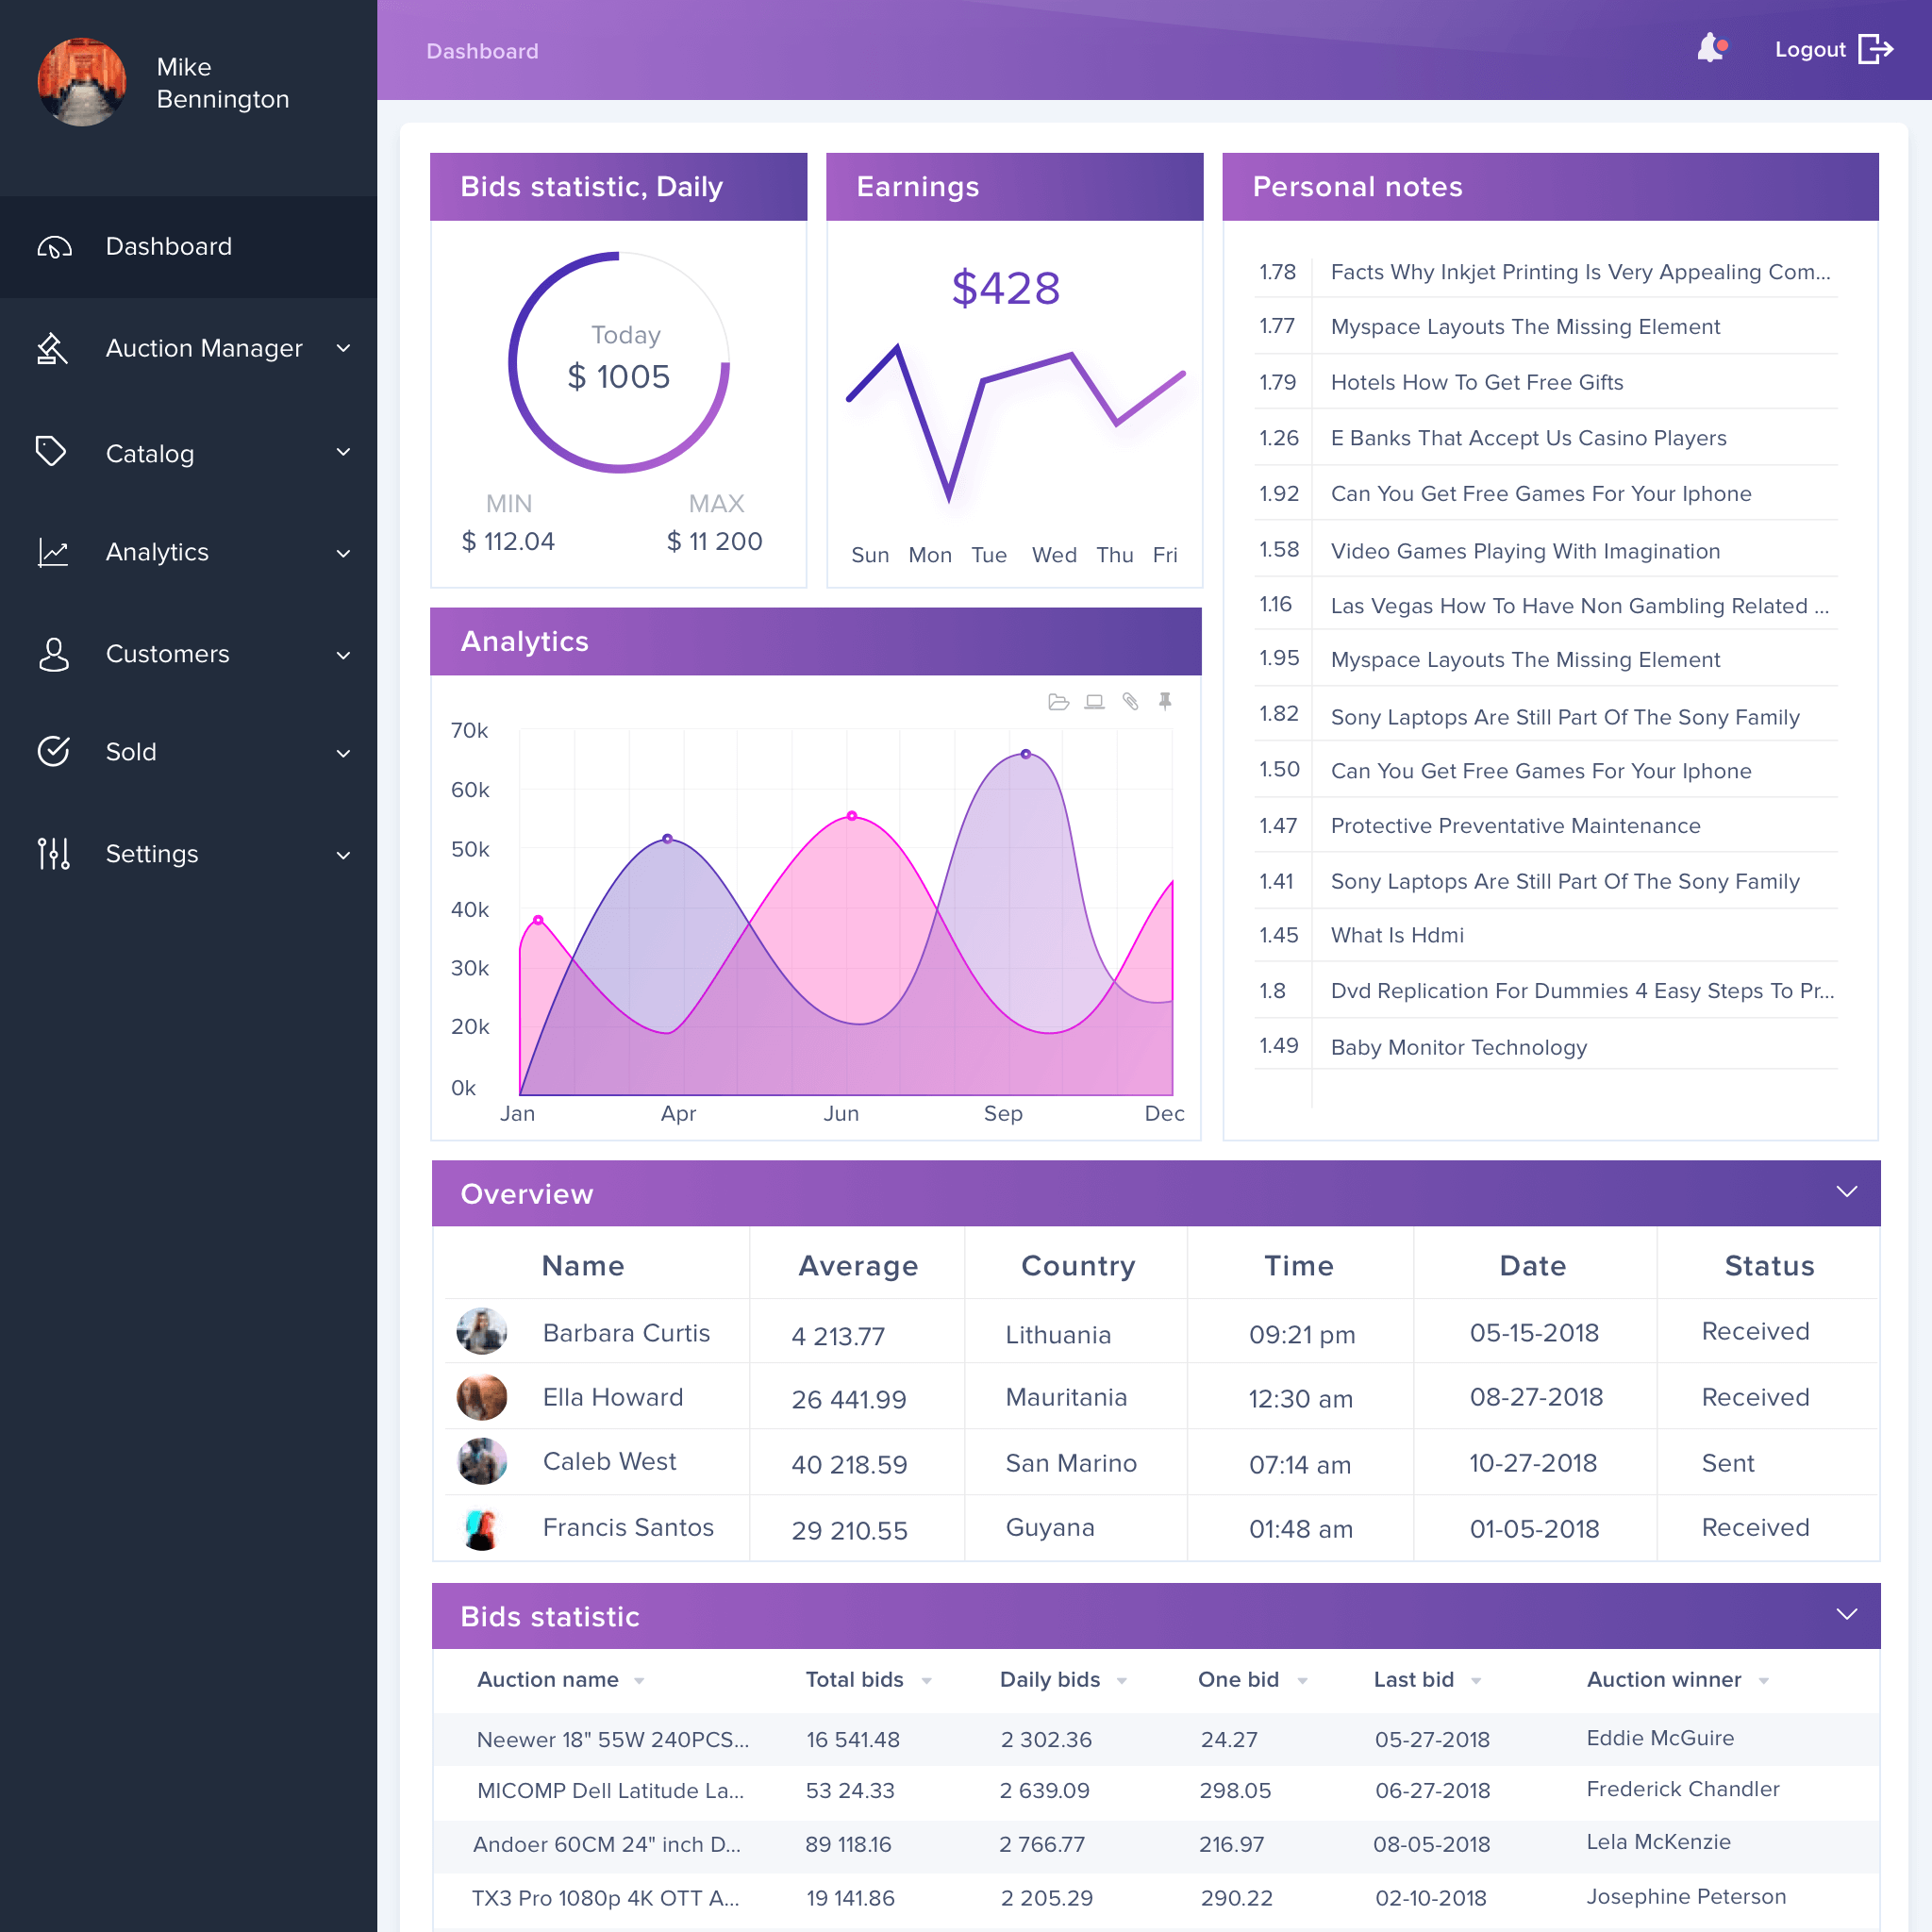 Mike
Bennington
Dashboard
Auction Manager
Catalog
Analytics
Customers
Sold
Settings
Dashboard
Logout
Bids statistic, Daily
Today
$ 1005
MIN
MAX
$ 112.04
$ 11 200
Earnings
$428
Sun Mon Tue Wed Thu Fri
Personal notes
1.78 Facts Why Inkjet Printing Is Very Appealing Com...
1.77 Myspace Layouts The Missing Element
1.79 Hotels How To Get Free Gifts
1.26 E Banks That Accept Us Casino Players
1.92 Can You Get Free Games For Your Iphone
1.58 Video Games Playing With Imagination
1.16 Las Vegas How To Have Non Gambling Related ...
1.95 Myspace Layouts The Missing Element
1.82 Sony Laptops Are Still Part Of The Sony Family
1.50 Can You Get Free Games For Your Iphone
1.47 Protective Preventative Maintenance
1.41 Sony Laptops Are Still Part Of The Sony Family
1.45 What Is Hdmi
1.8 Dvd Replication For Dummies 4 Easy Steps To Pr...
1.49 Baby Monitor Technology
Analytics
70k
60k
50k
40k
30k
20k
0k
Jan Apr Jun Sep Dec
Overview
Name Average Country Time Date Status
Barbara Curtis 4 213.77 Lithuania 09:21 pm 05-15-2018 Received
Ella Howard 26 441.99 Mauritania 12:30 am 08-27-2018 Received
Caleb West 40 218.59 San Marino 07:14 am 10-27-2018 Sent
Francis Santos 29 210.55 Guyana 01:48 am 01-05-2018 Received
Bids statistic
Auction name Total bids Daily bids One bid Last bid Auction winner
Neewer 18" 55W 240PCS... 16 541.48 2 302.36 24.27 05-27-2018 Eddie McGuire
MICOMP Dell Latitude La... 53 24.33 2 639.09 298.05 06-27-2018 Frederick Chandler
Andoer 60CM 24" inch D... 89 118.16 2 766.77 216.97 08-05-2018 Lela McKenzie
TX3 Pro 1080p 4K OTT A... 19 141.86 2 205.29 290.22 02-10-2018 Josephine Peterson